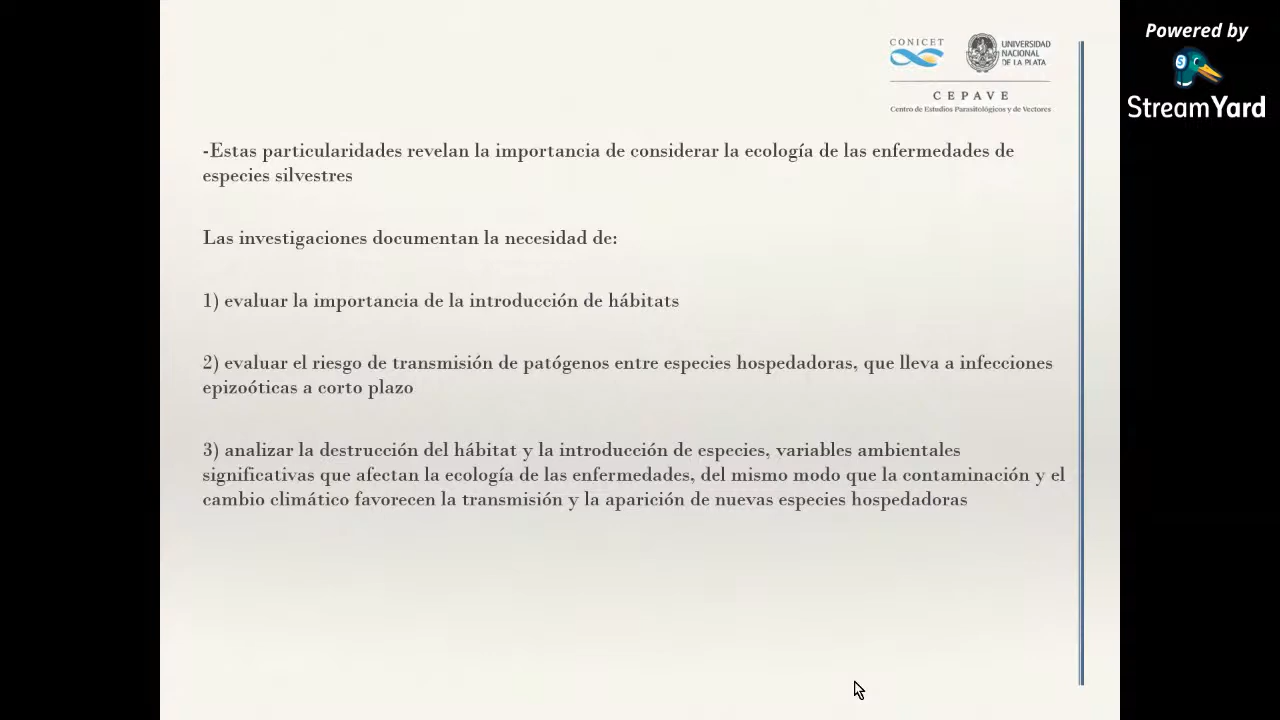 CONICET
UNIVERSIDAD
NACIONAL
DE LA PLATA
CEPAVE
Centro de Estudios Parasitológicos y de Vectores
Powered by
StreamYard
-Estas particularidades revelan la importancia de considerar la ecología de las enfermedades de
especies silvestres
Las investigaciones documentan la necesidad de:
1) evaluar la importancia de la introducción de hábitats
2) evaluar el riesgo de transmisión de patógenos entre especies hospedadoras, que lleva a infecciones
epizoóticas a corto plazo
3) analizar la destrucción del hábitat y la introducción de especies, variables ambientales
significativas que afectan la ecología de las enfermedades, del mismo modo que la contaminación y el
cambio climático favorecen la transmisión y la aparición de nuevas especies hospedadoras